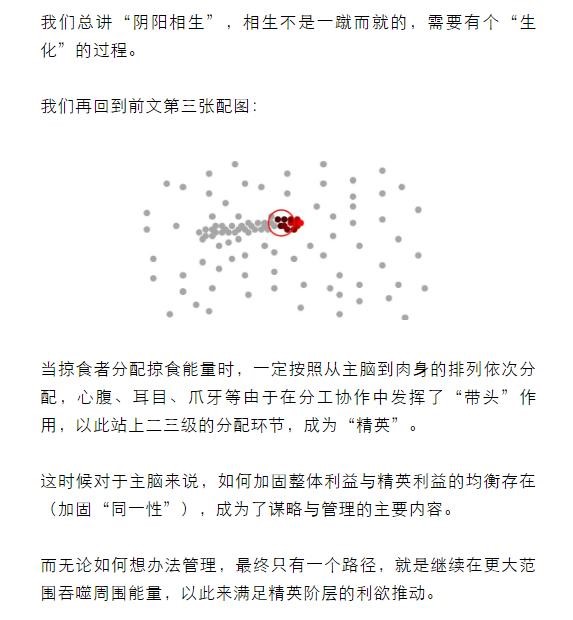 我们总讲“阴阳相生”，相生不是一蹴而就的，需要有个“生
化”的过程。
我们再回到前文第三张配图：
当掠食者分配掠食能量时，一定按照从主脑到肉身的排列依次分
配，心腹、耳目、爪牙等由于在分工协作中发挥了“带头”作
用，以此站上二三级的分配环节，成为“精英”。
这时候对于主脑来说，如何加固整体利益与精英利益的均衡存在
（加固“同一性”），成为了谋略与管理的主要内容。
而无论如何想办法管理，最终只有一个路径，就是继续在更大范
围吞噬周围能量，以此来满足精英阶层的利欲推动。